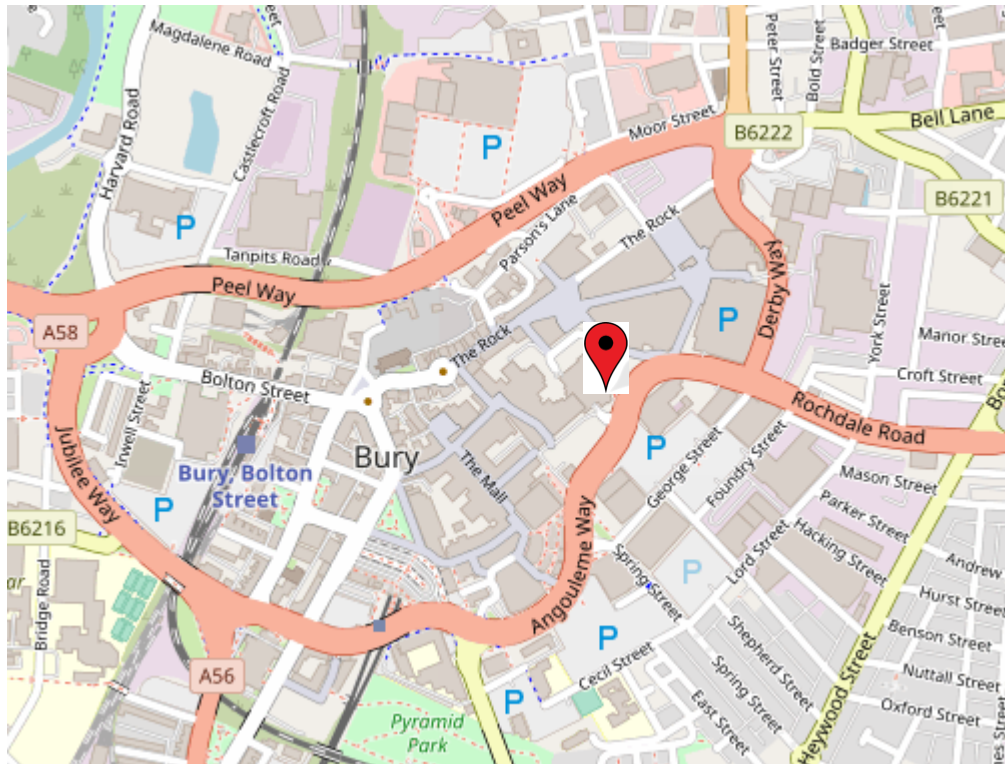 Magdalene Road
Harvard Road
Castlecroft Road
Peter Street
Bold Street
Badger Street
Bell Lane
B6222
Moor Street
B6221
P
P
Peel Way
Parson's Lane
The Rock
Tanpits Road
Peel Way
Derby Way
York Street
A58
P
Manor Street
The Rock
Croft Street
Bolton Street
Irwell Street
Rochdale Road
Jubilee Way
Bury
P
George Street
Foundry Street
Bury Bolton
Street
The Mall
Mason Street
Parker Street
P
B6216
Hacking Street
Angouleme Way
Spring Street
P
Lord Street
Andrew
Hurst Street
Bridge Road
P
Benson Street
Shepherd Street
Cecil Street
Nuttall Street
A56
Spring Street
East Street
Heywood Street
Oxford Street
P
Pyramid
Park